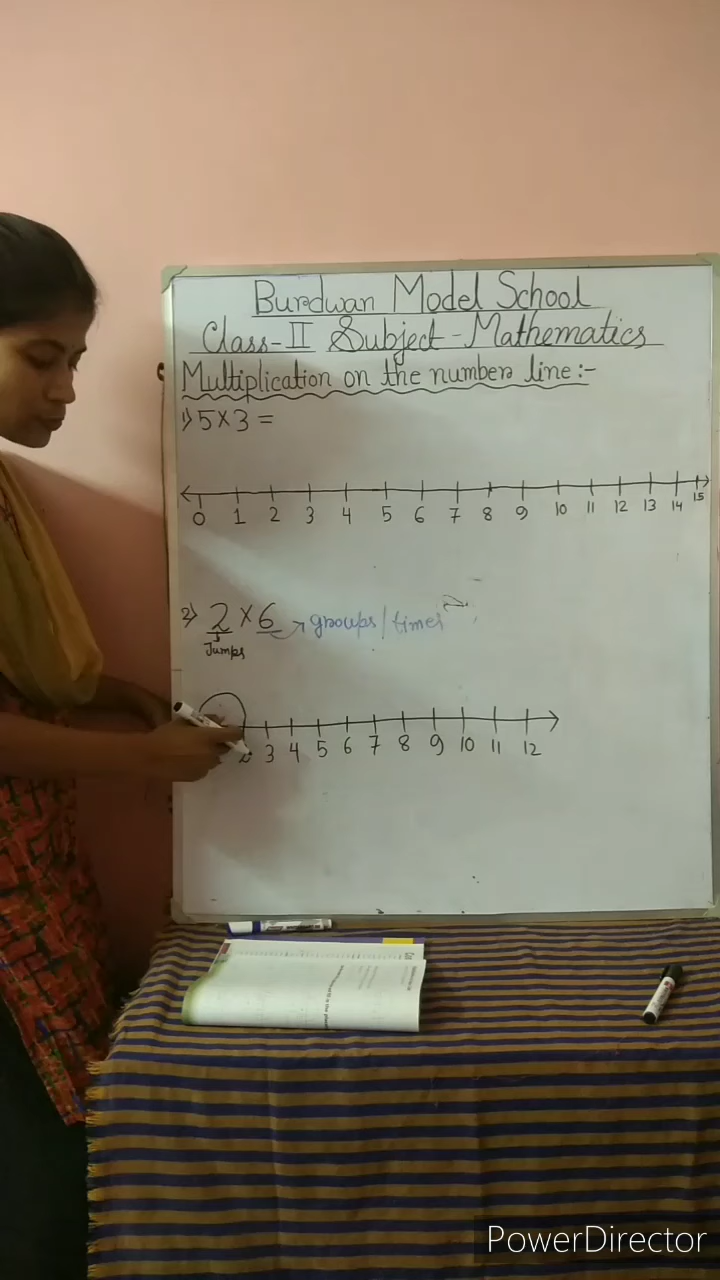 Burdwan Model School
Class-II Subject-Mathematics
Multiplication on the number line:-
1) 5 × 3 =
0 1 2 3 4 5 6 7 8 9 10 11 12 13 14 15
2) 2 × 6 → groups/times
Jumps
3 4 5 6 7 8 9 10 11 12
PowerDirector